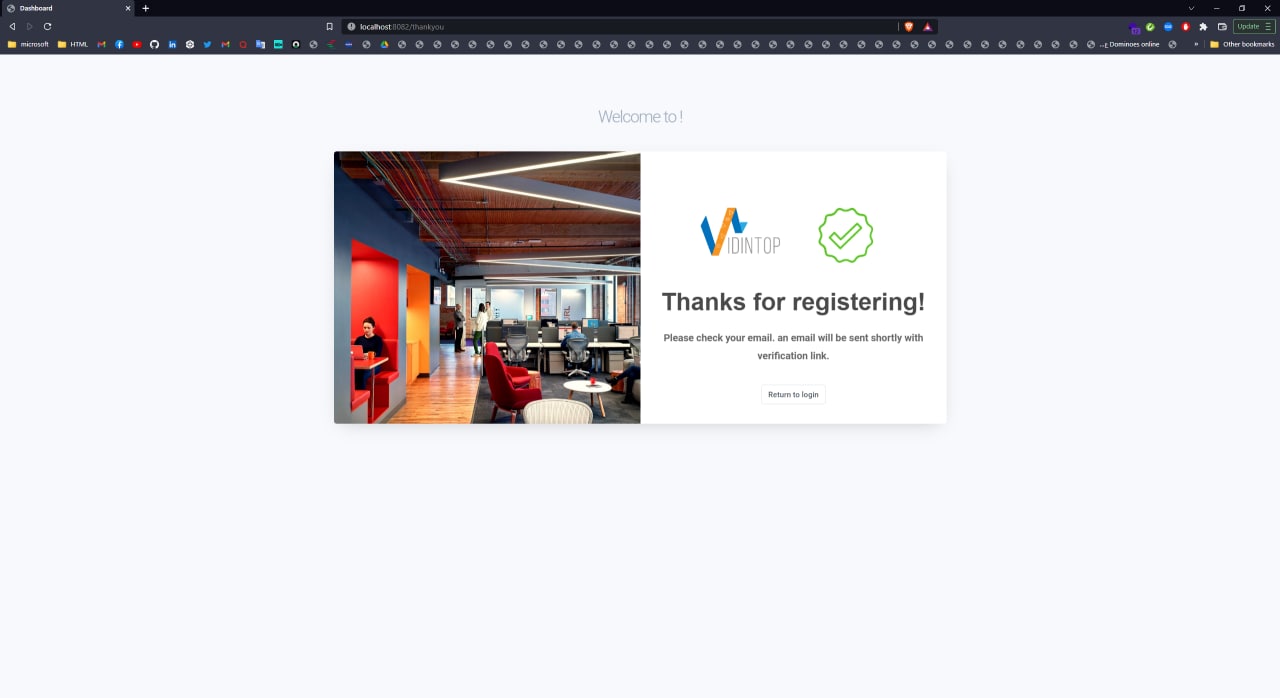 Dashboard
localhost:8082/thankyou
Update
microsoft
HTML
Dominoes online
Other bookmarks
Welcome to !
IDINTOP
Thanks for registering!
Please check your email. an email will be sent shortly with
verification link.
Return to login